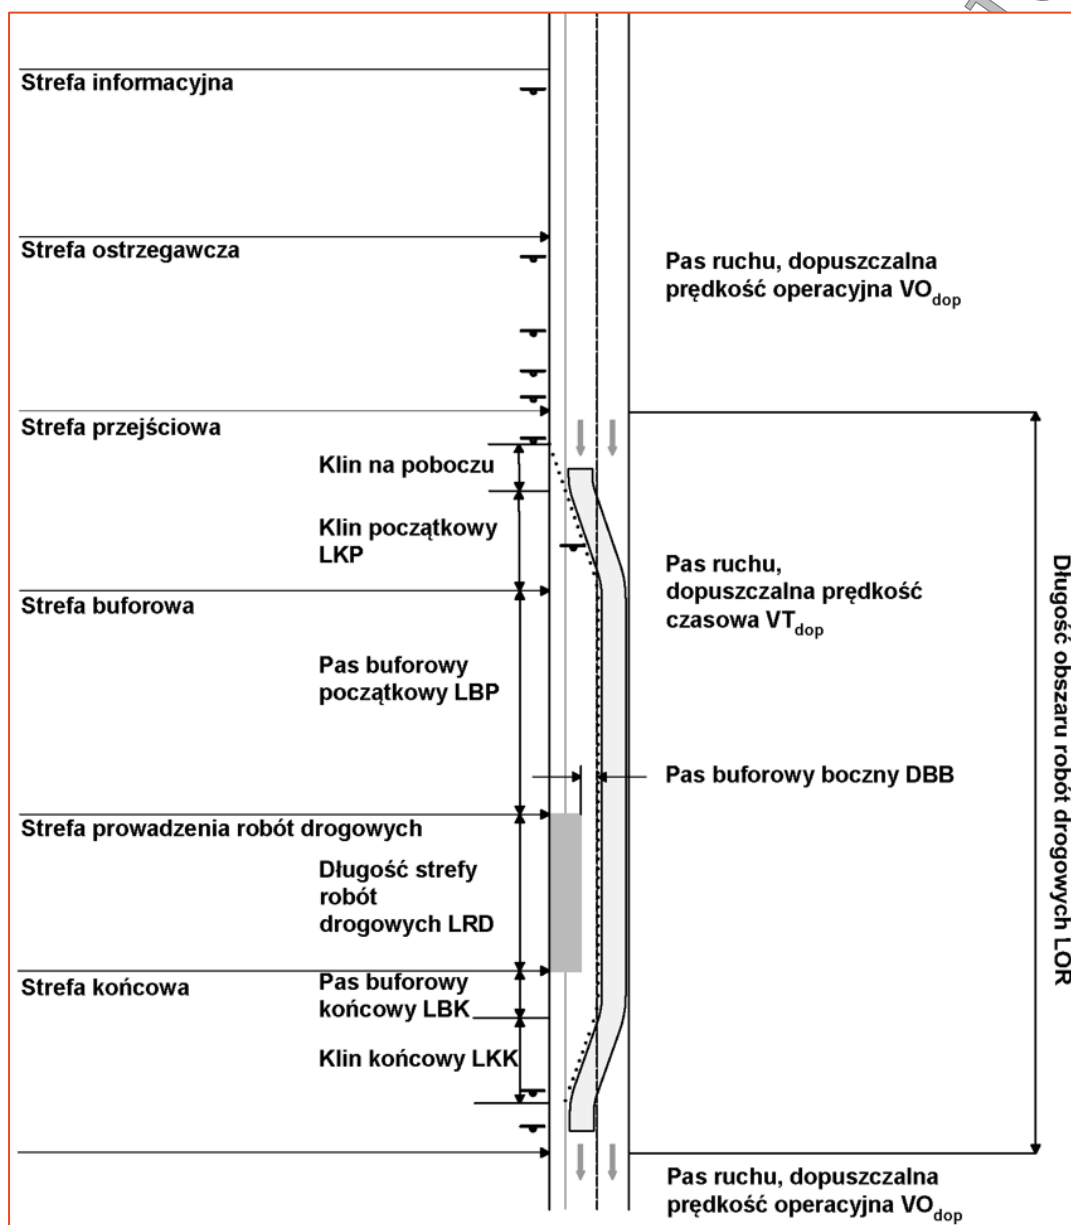 Strefa informacyjna
Strefa ostrzegawcza
Pas ruchu, dopuszczalna
prędkość operacyjna VOdop
Strefa przejściowa
Klin na poboczu
Klin początkowy
LKP
Pas ruchu,
dopuszczalna prędkość
czasowa VTdop
Strefa buforowa
Pas buforowy
początkowy LBP
Pas buforowy boczny DBB
Strefa prowadzenia robót drogowych
Długość strefy
robót
drogowych LRD
Strefa końcowa
Pas buforowy
końcowy LBK
Klin końcowy LKK
Długość obszaru robót drogowych LOR
Pas ruchu, dopuszczalna
prędkość operacyjna VOdop